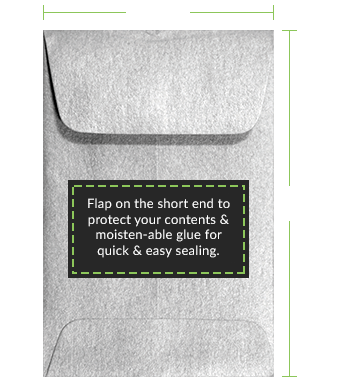 Flap on the short end to
protect your contents &
moisten-able glue for
quick & easy sealing.